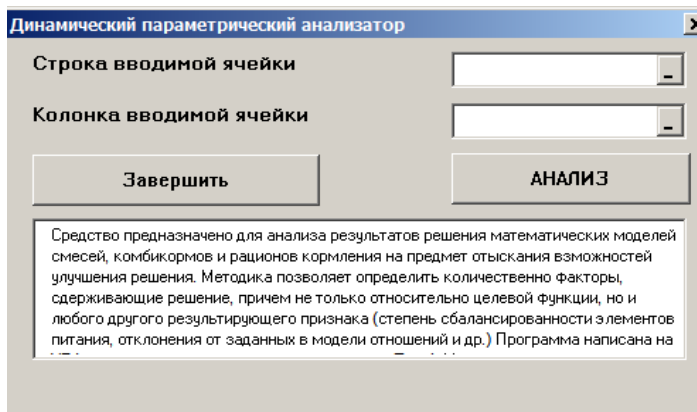 Динамический параметрический анализатор
Строка вводимой ячейки
Колонка вводимой ячейки
Завершить
АНАЛИЗ
Средство предназначено для анализа результатов решения математических моделей
смесей, комбикормов и рационов кормления на предмет отыскания взможностей
улучшения решения. Методика позволяет определить количественно факторы,
сдерживающие решение, причем не только относительно целевой функции, но и
любого другого результирующего признака (степень сбалансированности элементов
питания, отклонения от заданных в модели отношений и др.) Программа написана на